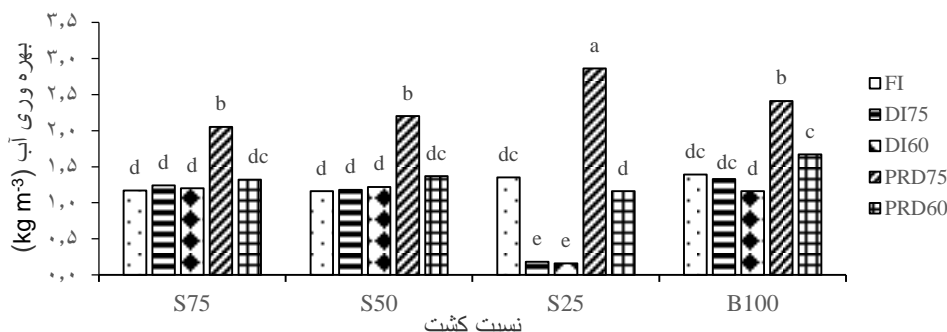 بهره وری آب (kg m-3)
۳,۵
۳,۰
۲,۵
۲,۰
۱,۵
۱,۰
۰,۵
۰,۰
d d d b dc
d d d b dc
dc e e a d
d dc d b c
S75 S50 S25 B100
نسبت کشت
FI
DI75
DI60
PRD75
PRD60